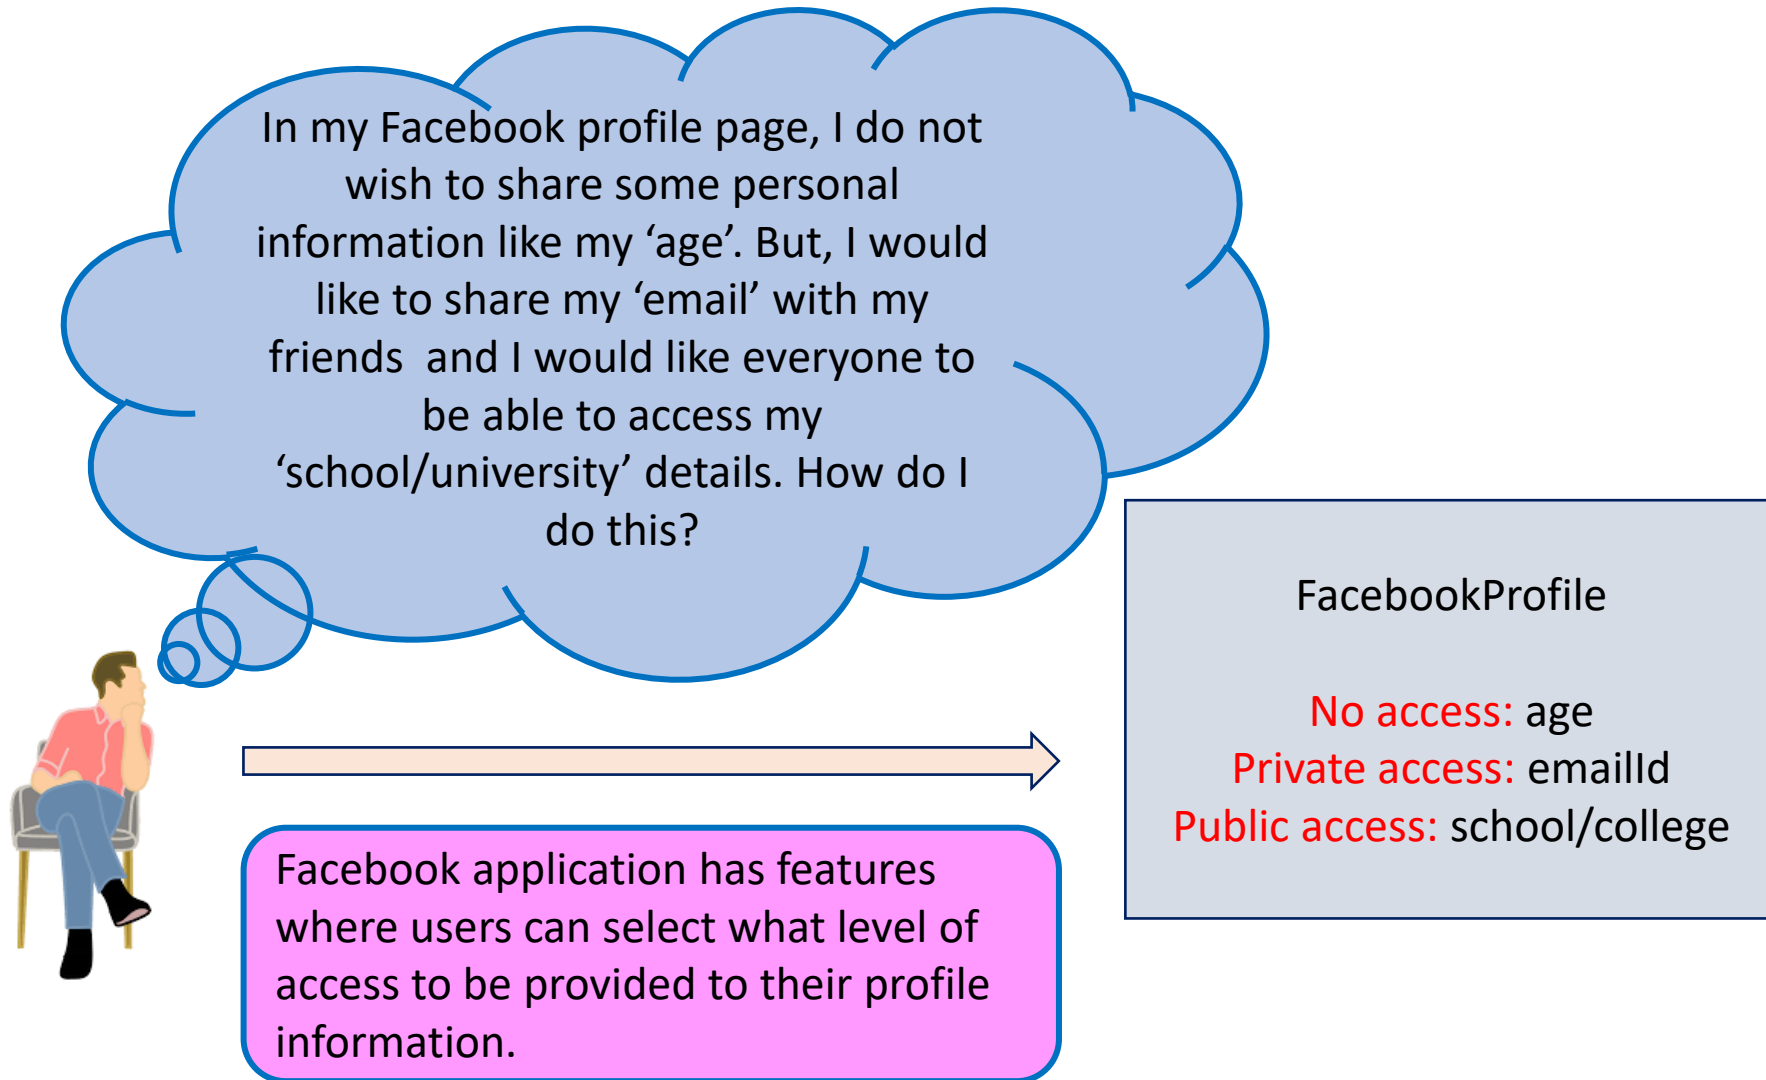 In my Facebook profile page, I do not
wish to share some personal
information like my ‘age’. But, I would
like to share my ‘email’ with my
friends  and I would like everyone to
be able to access my
‘school/university’ details. How do I
do this?
FacebookProfile
No access: age
Private access: emailId
Public access: school/college
Facebook application has features
where users can select what level of
access to be provided to their profile
information.